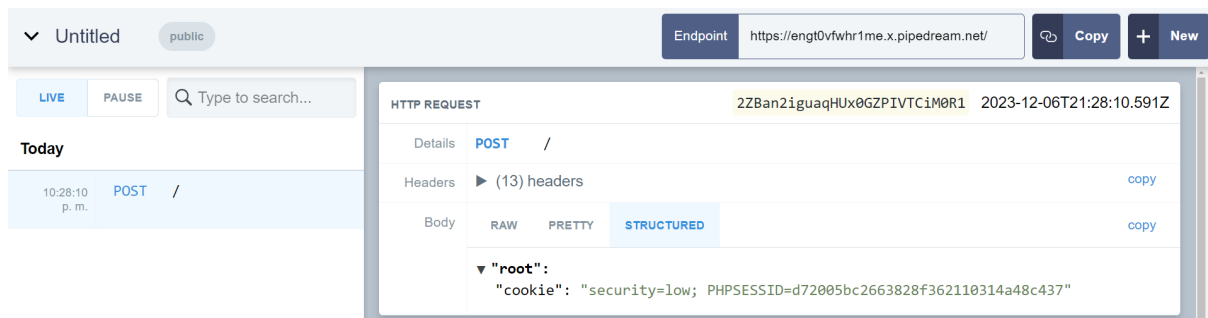 Untitled public Endpoint https://engt0vfwhr1me.x.pipedream.net/ Copy + New
LIVE PAUSE Type to search...
Today
10:28:10 p. m. POST /
HTTP REQUEST 2ZBan2iguaqHUx0GZPIVTCiM0R1 2023-12-06T21:28:10.591Z
Details POST /
Headers (13) headers copy
Body RAW PRETTY STRUCTURED copy
"root":
"cookie": "security=low; PHPSESSID=d72005bc2663828f362110314a48c437"